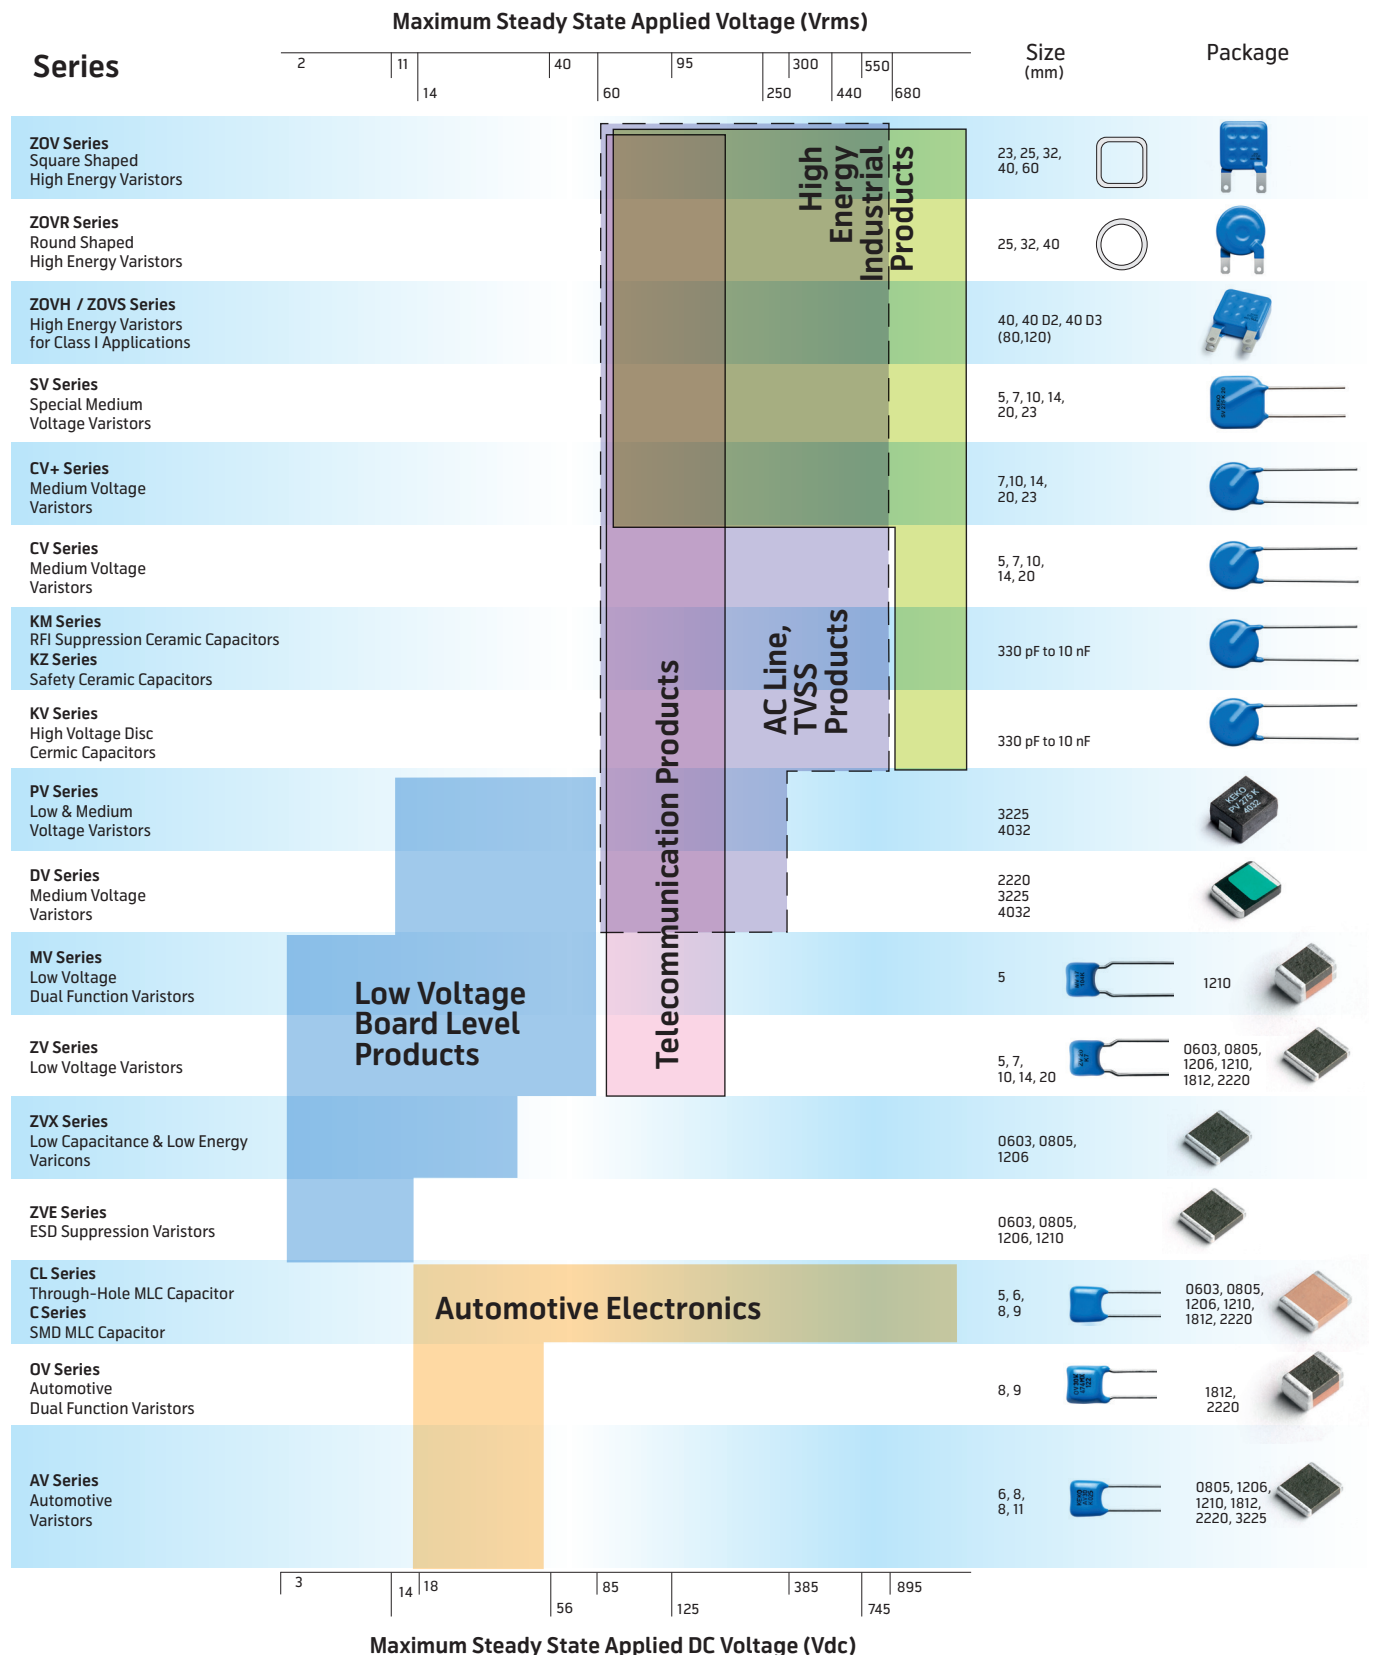 Maximum Steady State Applied Voltage (Vrms)
Series
2
11
14
40
60
95
250
300
440
550
680
Size
(mm)
Package
ZOV Series
Square Shaped
High Energy Varistors
23, 25, 32,
40, 60
ZOVR Series
Round Shaped
High Energy Varistors
25, 32, 40
ZOVH / ZOVS Series
High Energy Varistors
for Class I Applications
40, 40 D2, 40 D3
(80,120)
SV Series
Special Medium
Voltage Varistors
5, 7, 10, 14,
20, 23
CV+ Series
Medium Voltage
Varistors
7,10, 14,
20, 23
CV Series
Medium Voltage
Varistors
5, 7, 10,
14, 20
KM Series
RFI Suppression Ceramic Capacitors
KZ Series
Safety Ceramic Capacitors
330 pF to 10 nF
KV Series
High Voltage Disc
Cermic Capacitors
330 pF to 10 nF
PV Series
Low & Medium
Voltage Varistors
3225
4032
KEKO
PV 275 K
4032
DV Series
Medium Voltage
Varistors
2220
3225
4032
MV Series
Low Voltage
Dual Function Varistors
5
1210
ZV Series
Low Voltage Varistors
5, 7,
10, 14, 20
0603, 0805,
1206, 1210,
1812, 2220
ZVX Series
Low Capacitance & Low Energy
Varicons
0603, 0805,
1206
ZVE Series
ESD Suppression Varistors
0603, 0805,
1206, 1210
CL Series
Through-Hole MLC Capacitor
C Series
SMD MLC Capacitor
5, 6,
8, 9
0603, 0805,
1206, 1210,
1812, 2220
OV Series
Automotive
Dual Function Varistors
8, 9
1812,
2220
AV Series
Automotive
Varistors
6, 8,
8, 11
0805, 1206,
1210, 1812,
2220, 3225
High
Energy
Industrial
Products
AC Line,
TVSS
Products
Telecommunication Products
Low Voltage
Board Level
Products
Automotive Electronics
3
14
18
56
85
125
385
745
895
Maximum Steady State Applied DC Voltage (Vdc)